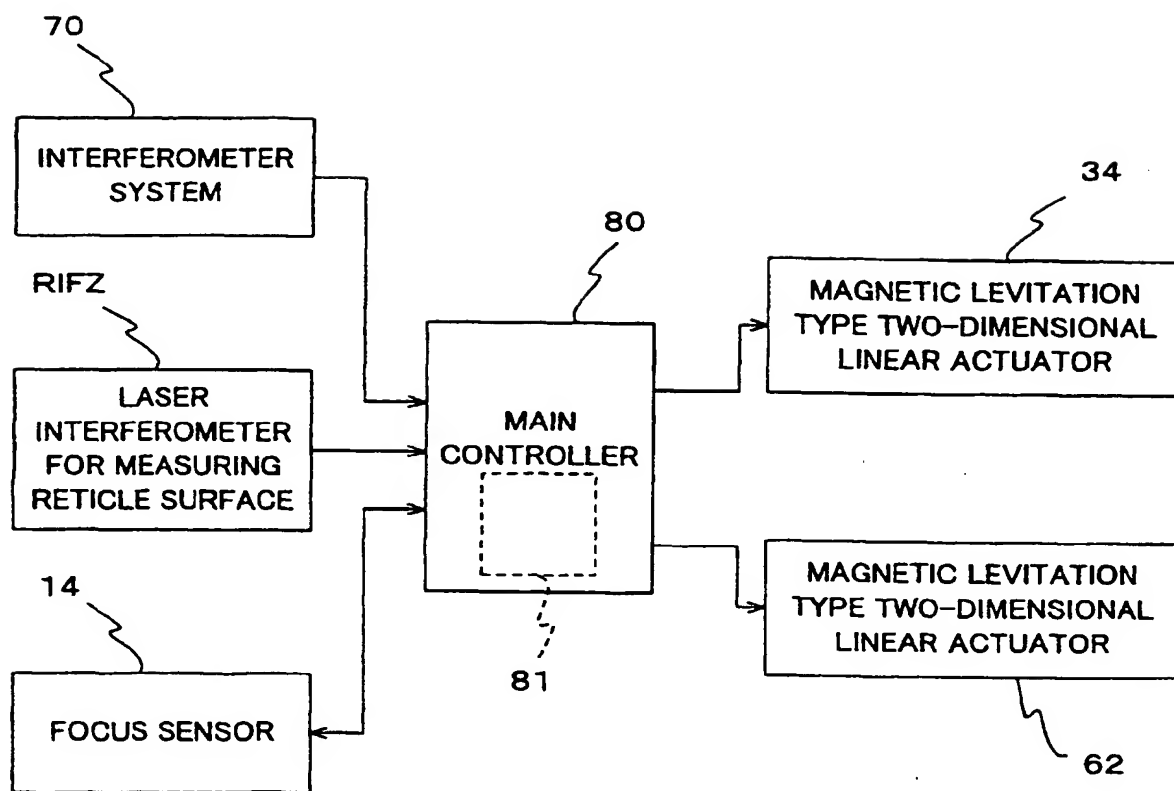 70
INTERFEROMETER
SYSTEM
RIFZ
LASER
INTERFEROMETER
FOR MEASURING
RETICLE SURFACE
14
FOCUS SENSOR
80
MAIN
CONTROLLER
81
34
MAGNETIC LEVITATION
TYPE TWO-DIMENSIONAL
LINEAR ACTUATOR
MAGNETIC LEVITATION
TYPE TWO-DIMENSIONAL
LINEAR ACTUATOR
62